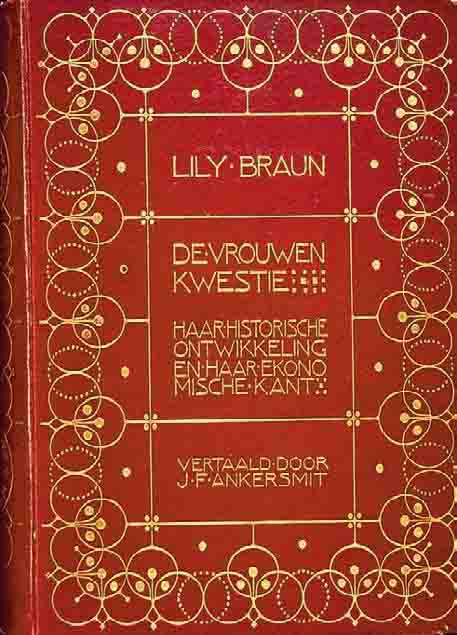 LILY · BRAUN
DE·VROUWEN
KWESTIE
HAAR·HISTORISCHE
ONTWIKKELING
EN·HAAR·EKONO
MISCHE·KANT
VERTAALD·DOOR
J·F·ANKERSMIT